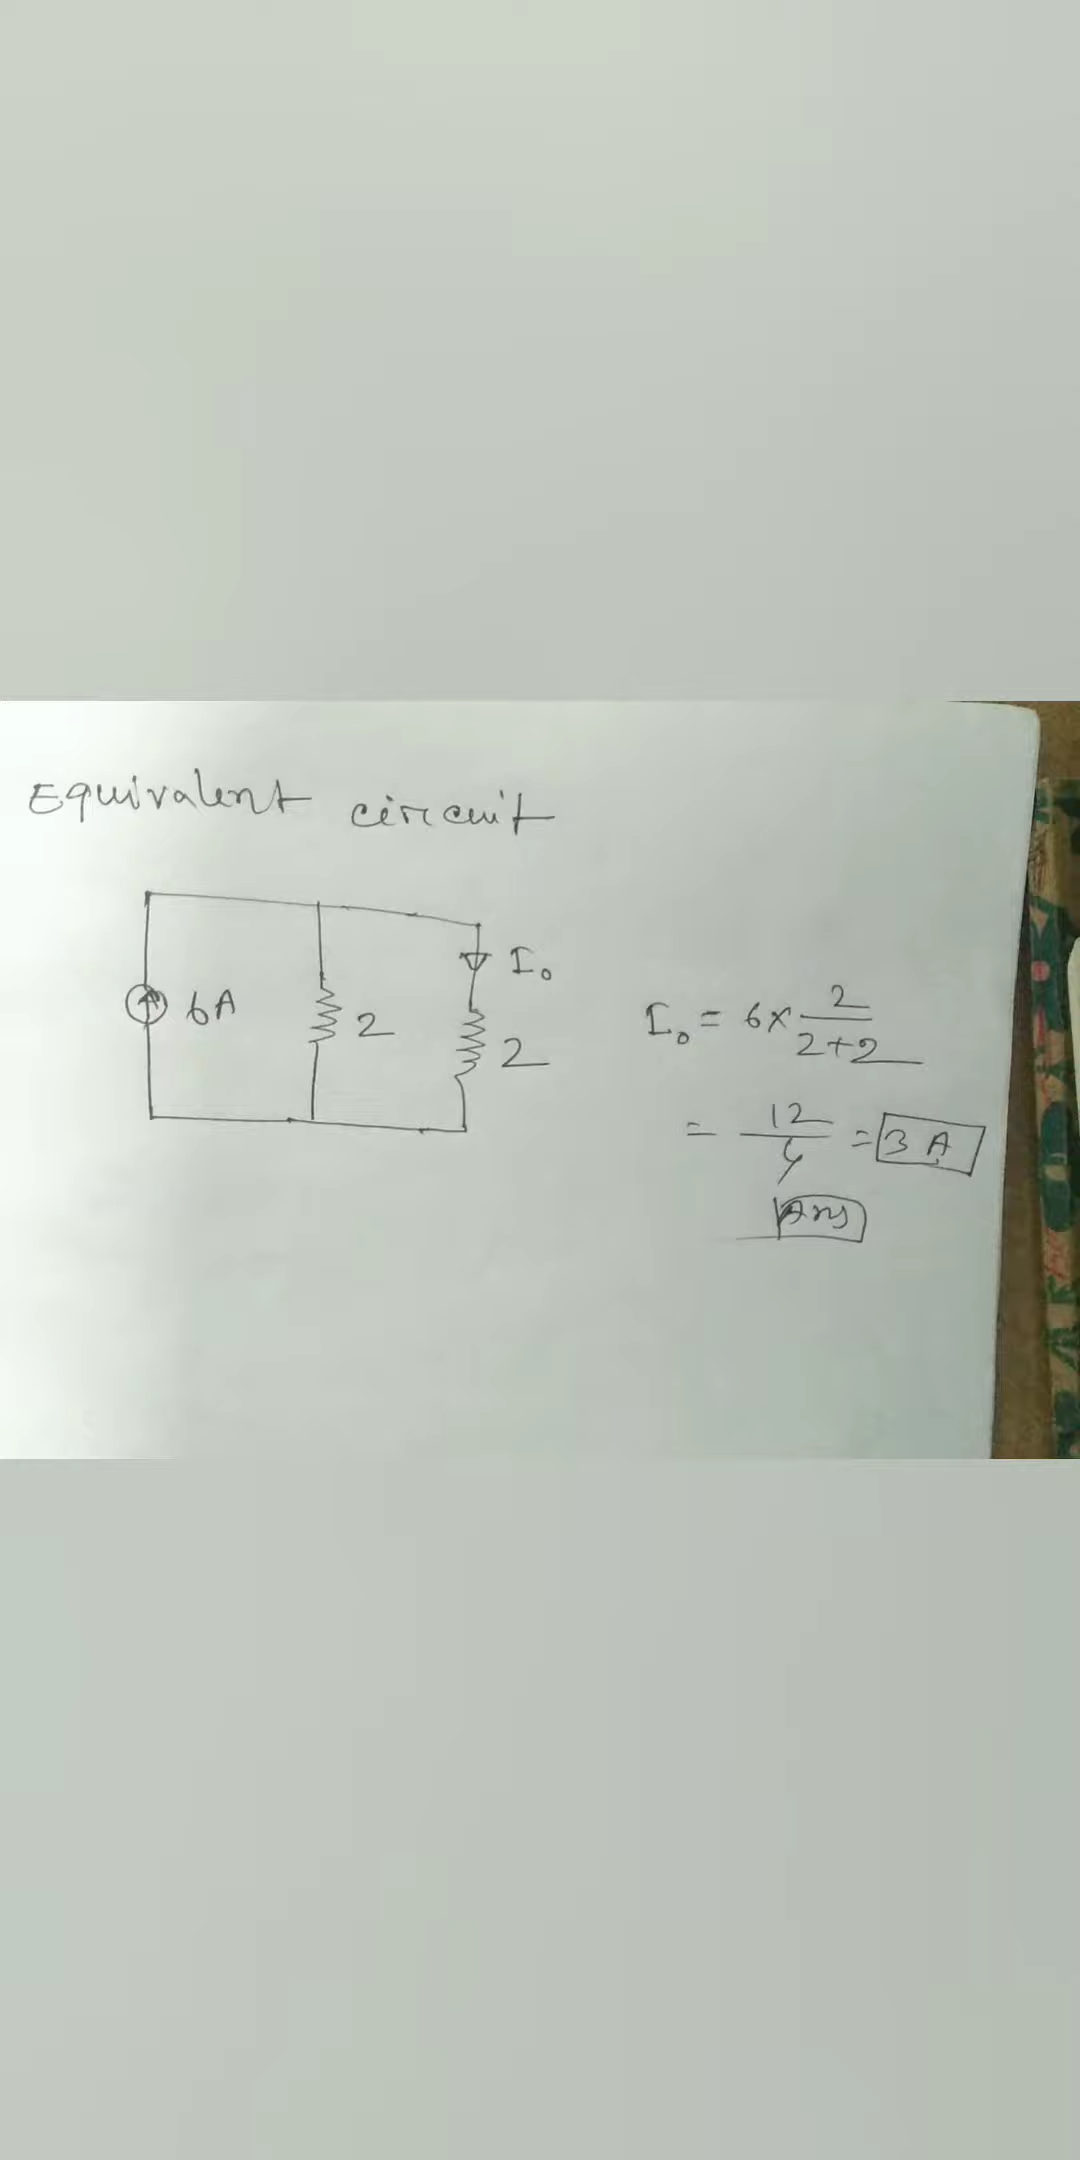 Equivalent circuit
I₀
6A
2
2
I₀ = 6 × 2/(2+2)
= 12/4 = 3 A
Ans